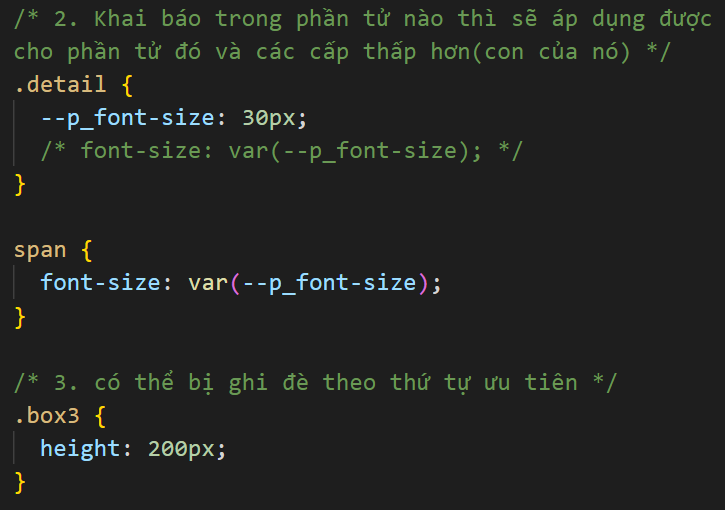 /* 2. Khai báo trong phần tử nào thì sẽ áp dụng được
cho phần tử đó và các cấp thấp hơn(con của nó) */
.detail {
  --p_font-size: 30px;
  /* font-size: var(--p_font-size); */
}

span {
  font-size: var(--p_font-size);
}

/* 3. có thể bị ghi đè theo thứ tự ưu tiên */
.box3 {
  height: 200px;
}